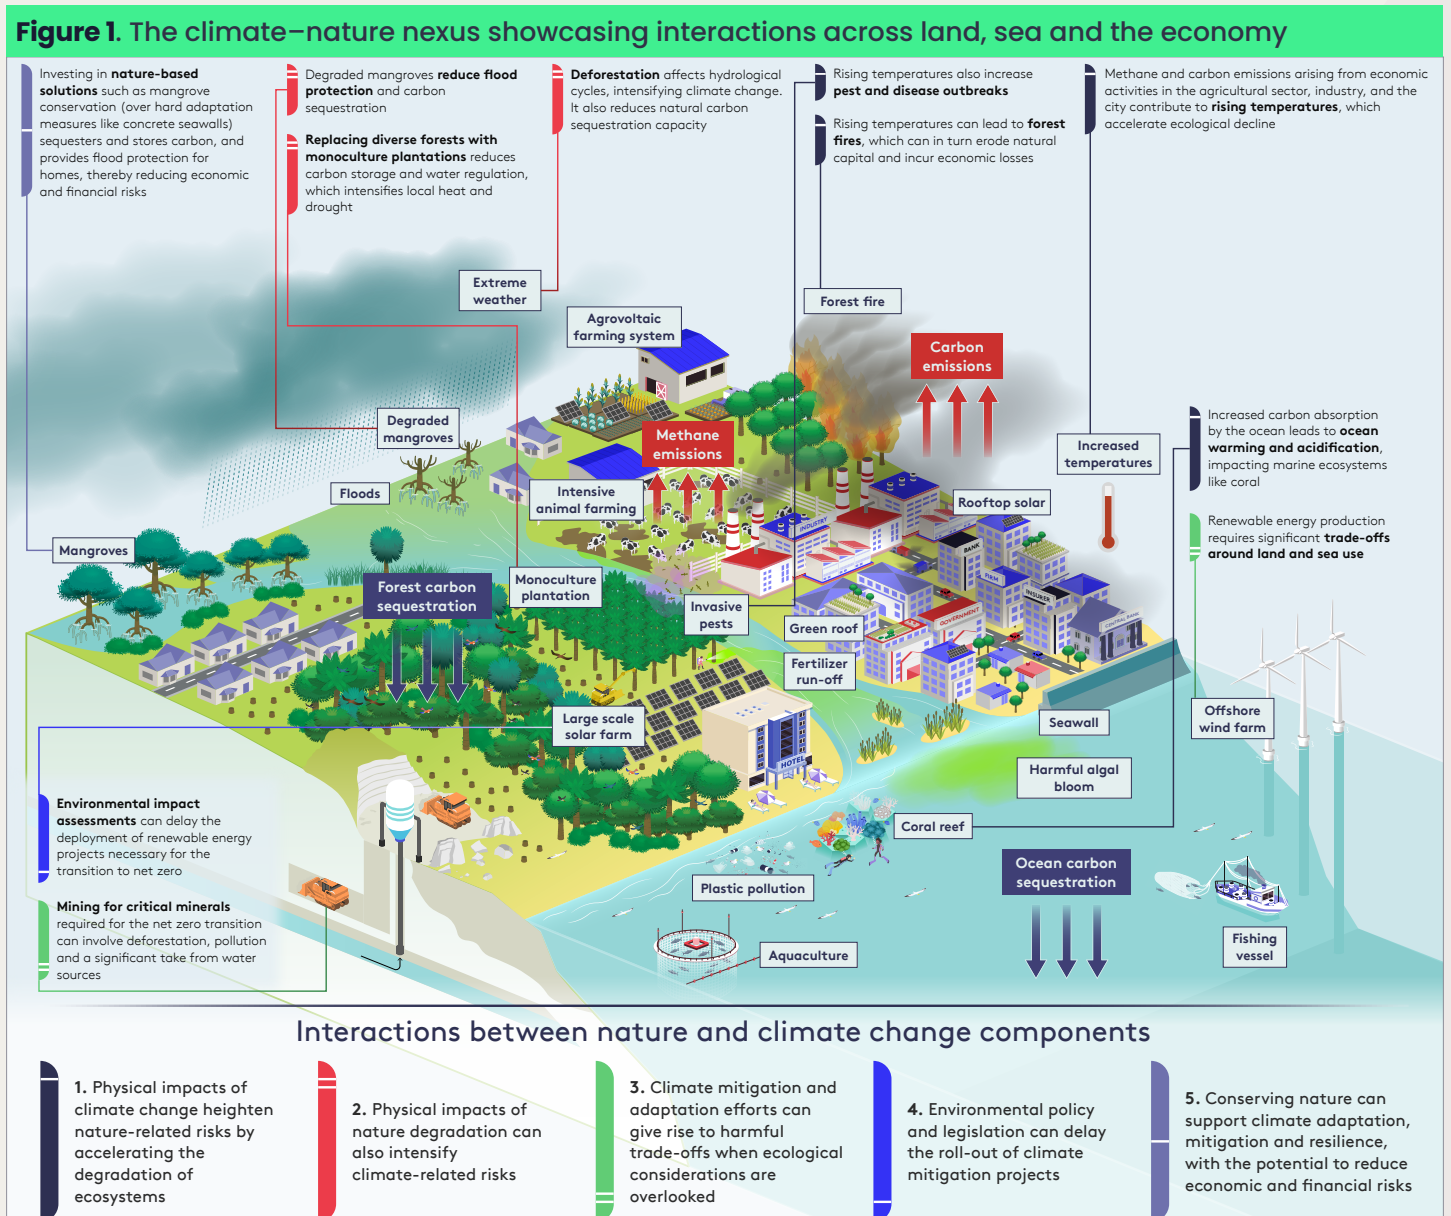 Figure 1. The climate–nature nexus showcasing interactions across land, sea and the economy
Investing in nature-based
solutions such as mangrove
conservation (over hard adaptation
measures like concrete seawalls)
sequesters and stores carbon, and
provides flood protection for
homes, thereby reducing economic
and financial risks
Degraded mangroves reduce flood
protection and carbon
sequestration
Replacing diverse forests with
monoculture plantations reduces
carbon storage and water regulation,
which intensifies local heat and
drought
Deforestation affects hydrological
cycles, intensifying climate change.
It also reduces natural carbon
sequestration capacity
Rising temperatures also increase
pest and disease outbreaks
Rising temperatures can lead to forest
fires, which can in turn erode natural
capital and incur economic losses
Methane and carbon emissions arising from economic
activities in the agricultural sector, industry, and the
city contribute to rising temperatures, which
accelerate ecological decline
Extreme
weather
Forest fire
Agrovoltaic
farming system
Carbon
emissions
Degraded
mangroves
Methane
emissions
Increased
temperatures
Increased carbon absorption
by the ocean leads to ocean
warming and acidification,
impacting marine ecosystems
like coral
Floods
Intensive
animal farming
Rooftop solar
Renewable energy production
requires significant trade-offs
around land and sea use
INDUSTRY
BANK
Mangroves
Forest carbon
sequestration
Monoculture
plantation
FIRM
INSURER
Invasive
pests
GOVERNMENT
CENTRAL BANK
Green roof
Fertilizer
run-off
Large scale
solar farm
Seawall
Offshore
wind farm
HOTEL
Harmful algal
bloom
Environmental impact
assessments can delay the
deployment of renewable energy
projects necessary for the
transition to net zero
Coral reef
Ocean carbon
sequestration
Plastic pollution
Mining for critical minerals
required for the net zero transition
can involve deforestation, pollution
and a significant take from water
sources
Aquaculture
Fishing
vessel
Interactions between nature and climate change components
1. Physical impacts of
climate change heighten
nature-related risks by
accelerating the
degradation of
ecosystems
2. Physical impacts of
nature degradation can
also intensify
climate-related risks
3. Climate mitigation and
adaptation efforts can
give rise to harmful
trade-offs when ecological
considerations are
overlooked
4. Environmental policy
and legislation can delay
the roll-out of climate
mitigation projects
5. Conserving nature can
support climate adaptation,
mitigation and resilience,
with the potential to reduce
economic and financial risks